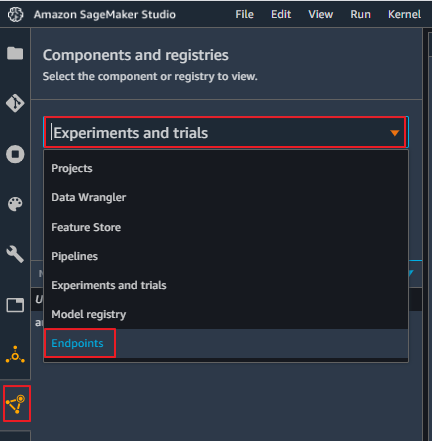 Amazon SageMaker Studio File Edit View Run Kernel
Components and registries
Select the component or registry to view.
Experiments and trials
Projects
Data Wrangler
Feature Store
Pipelines
Experiments and trials
Model registry
Endpoints